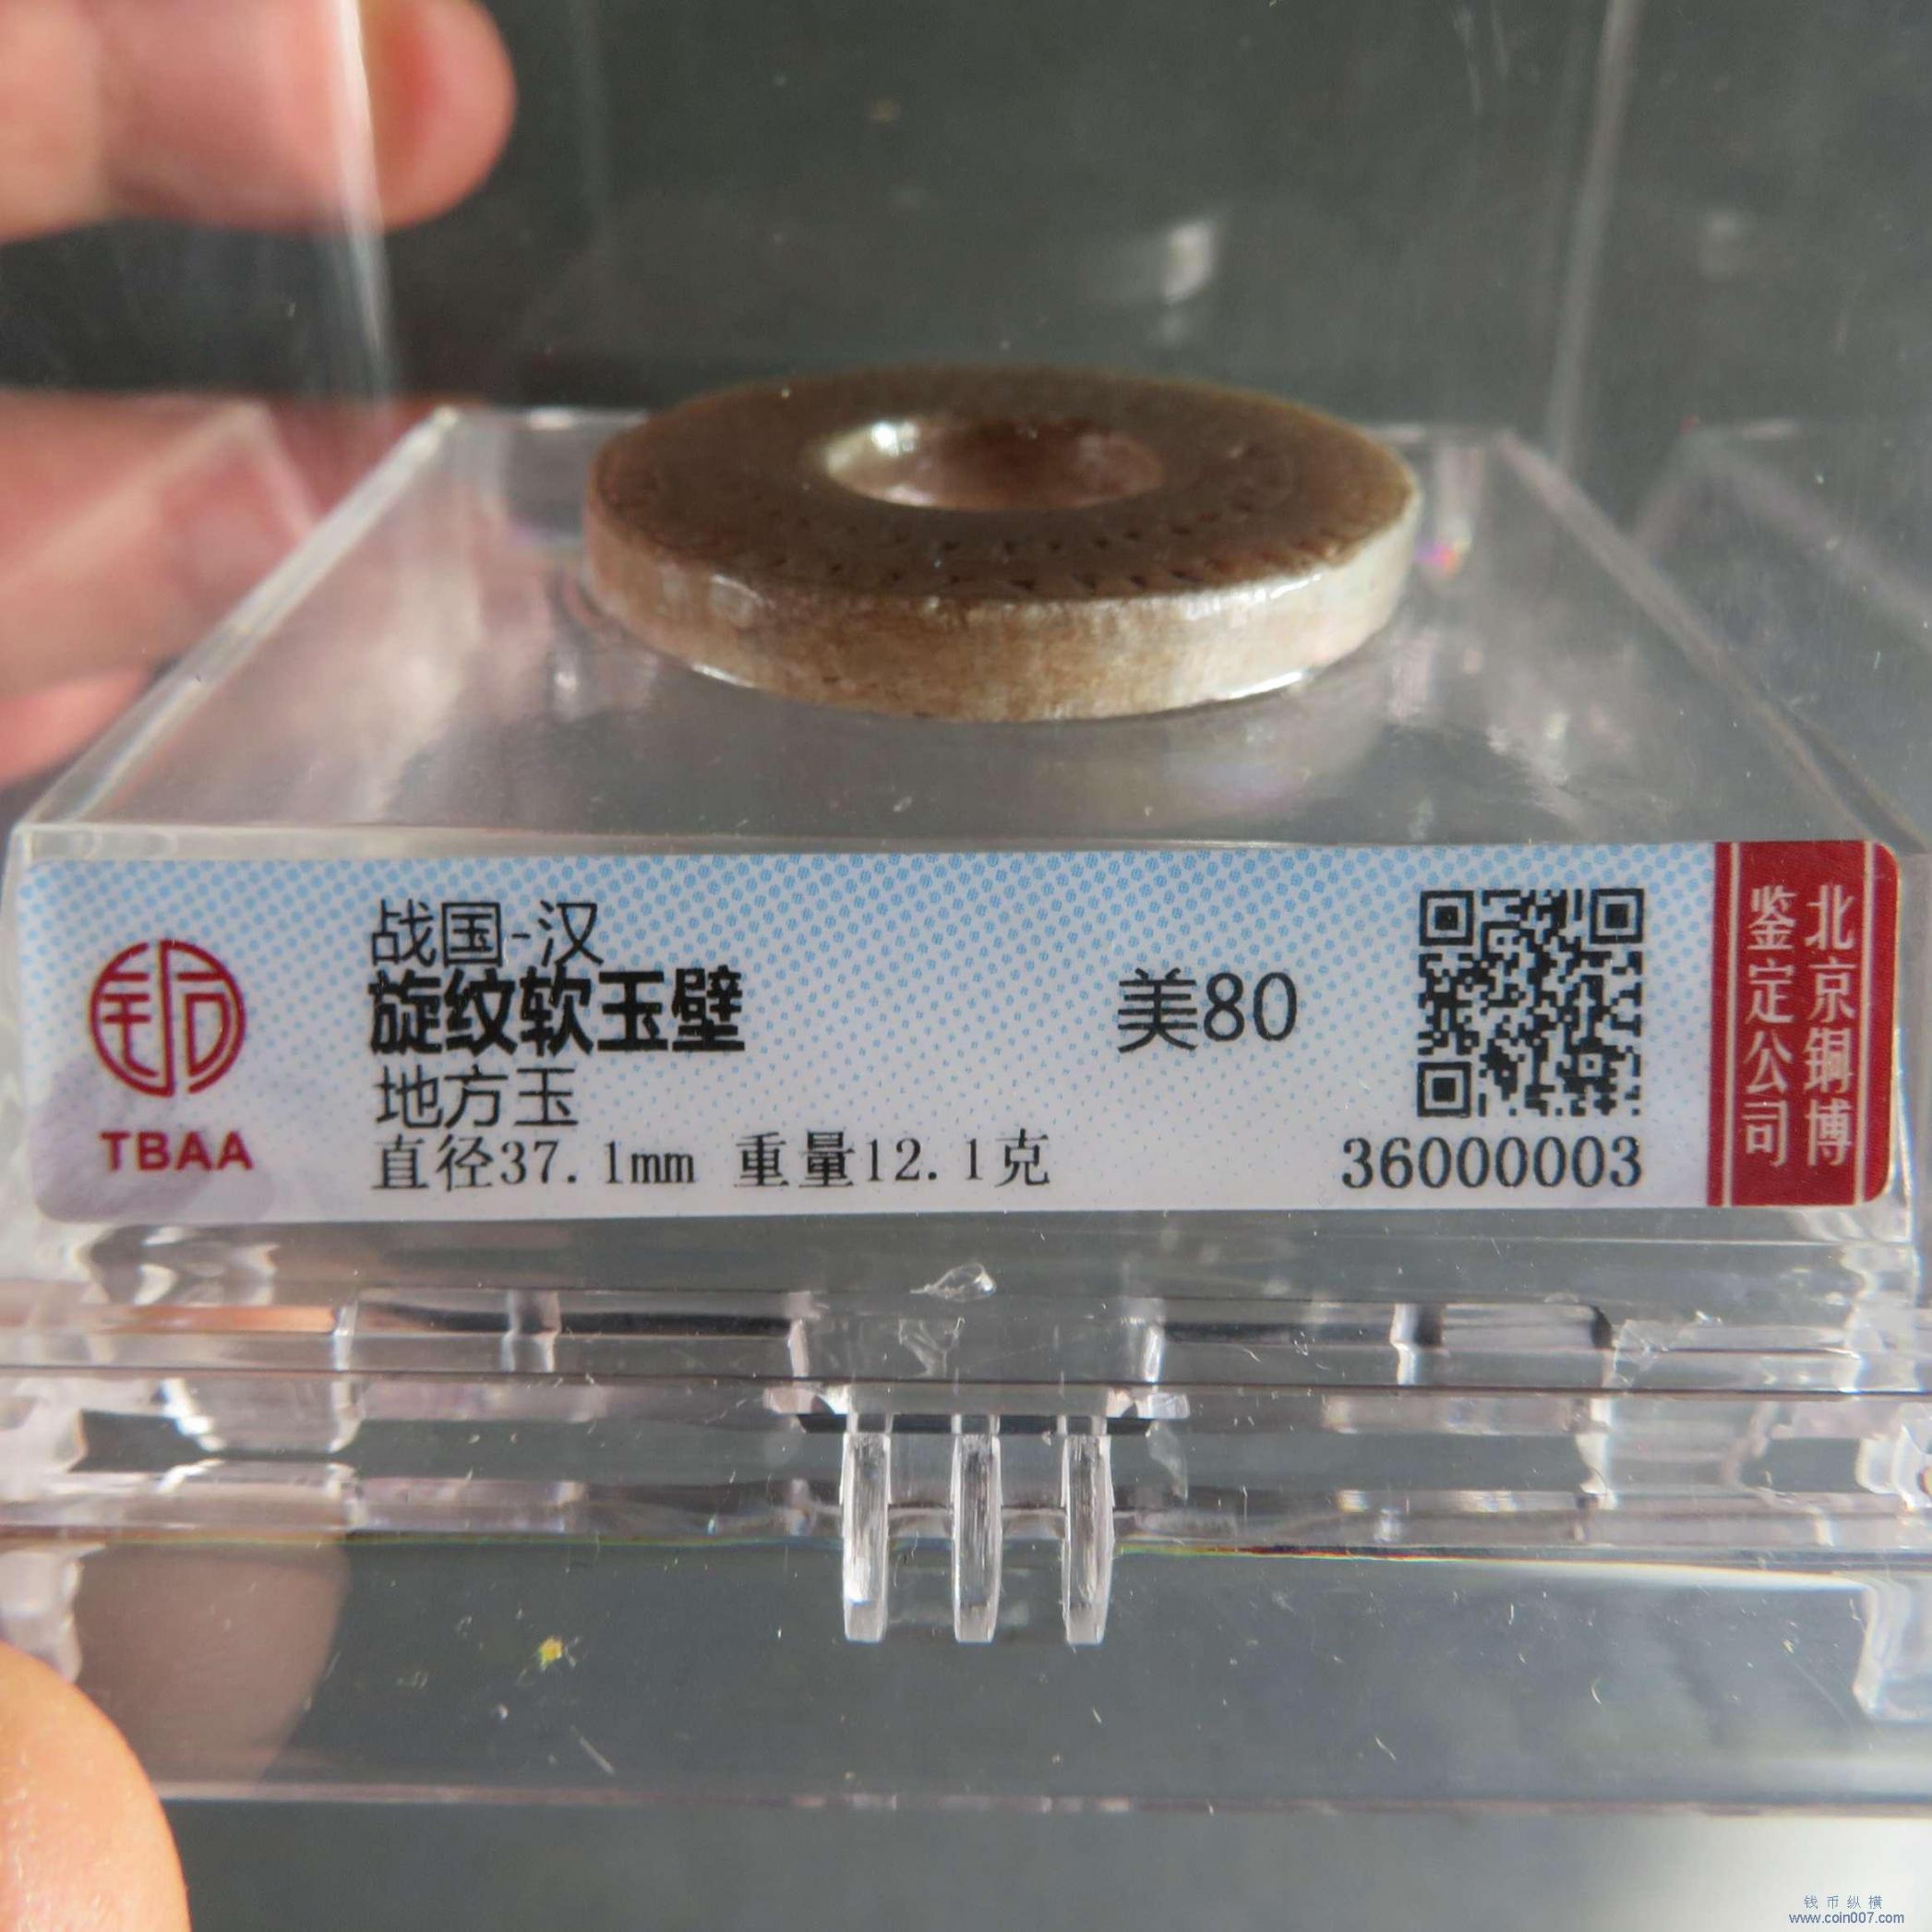 战国-汉
旋纹软玉壁
地方玉
直径37.1mm 重量12.1克
美80
36000003
TBAA
北京銅博
鉴定公司
钱币纵横
www.coin007.com